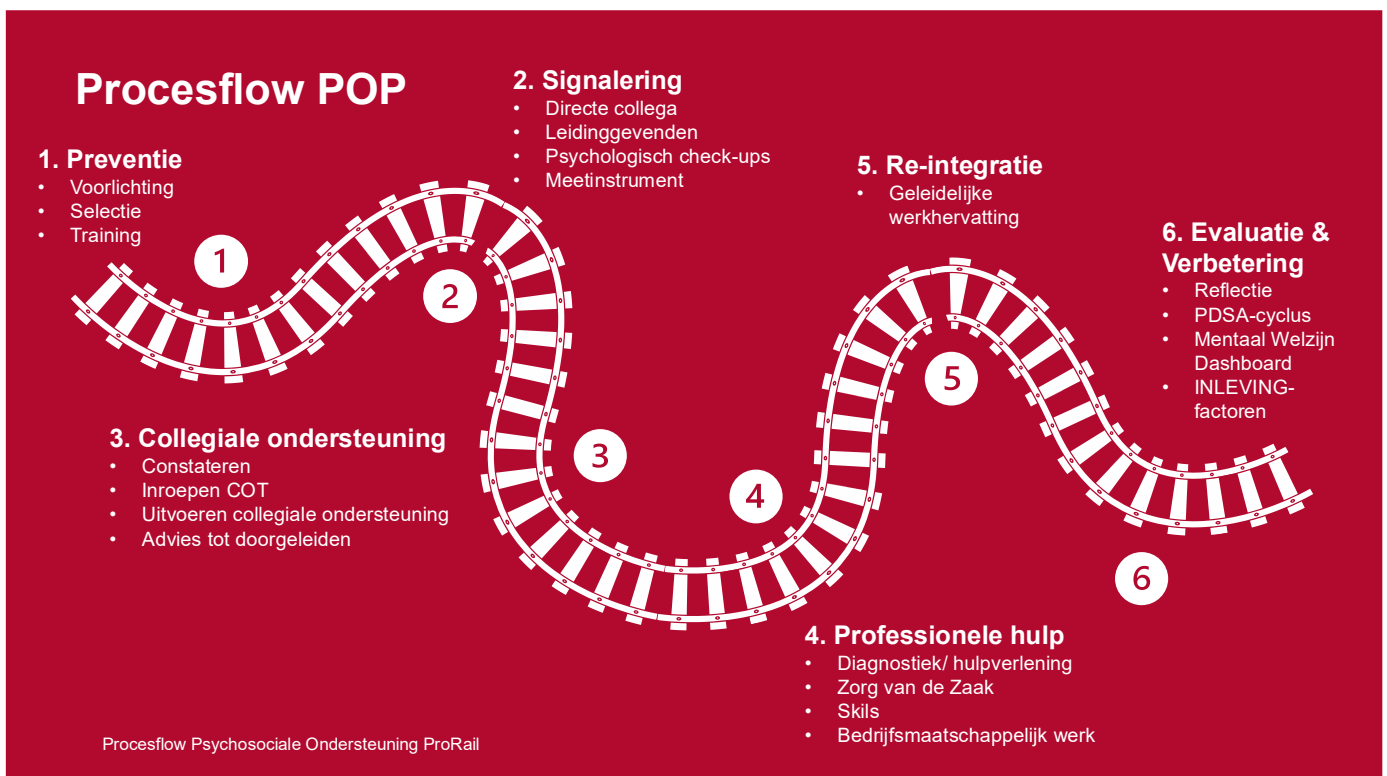 Procesflow POP
1. Preventie
• Voorlichting
• Selectie
• Training
2. Signalering
• Directe collega
• Leidinggevenden
• Psychologisch check-ups
• Meetinstrument
5. Re-integratie
• Geleidelijke
werkhervatting
6. Evaluatie &
Verbetering
• Reflectie
• PDSA-cyclus
• Mentaal Welzijn
Dashboard
• INLEVING-
factoren
1
2
3
4
5
6
3. Collegiale ondersteuning
• Constateren
• Inroepen COT
• Uitvoeren collegiale ondersteuning
• Advies tot doorgeleiden
4. Professionele hulp
• Diagnostiek/ hulpverlening
• Zorg van de Zaak
• Skils
• Bedrijfsmaatschappelijk werk
Procesflow Psychosociale Ondersteuning ProRail